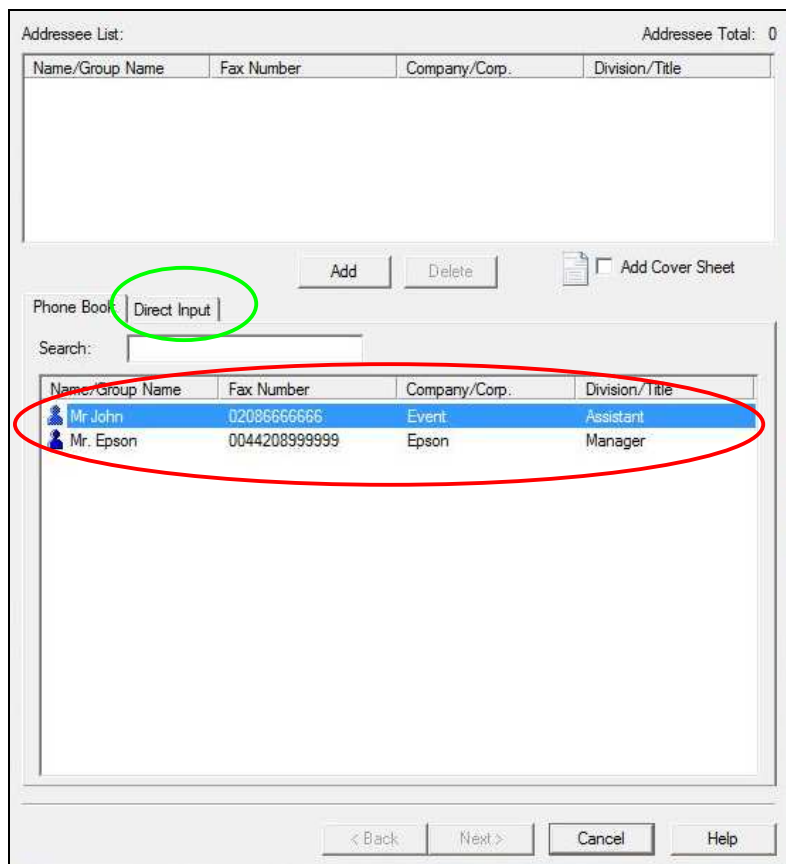 Addressee List: Addressee Total: 0
Name/Group Name Fax Number Company/Corp. Division/Title
Add Delete Add Cover Sheet
Phone Book Direct Input
Search:
Name/Group Name Fax Number Company/Corp. Division/Title
Mr John 02086666666 Event Assistant
Mr. Epson 0044208999999 Epson Manager
< Back Next > Cancel Help